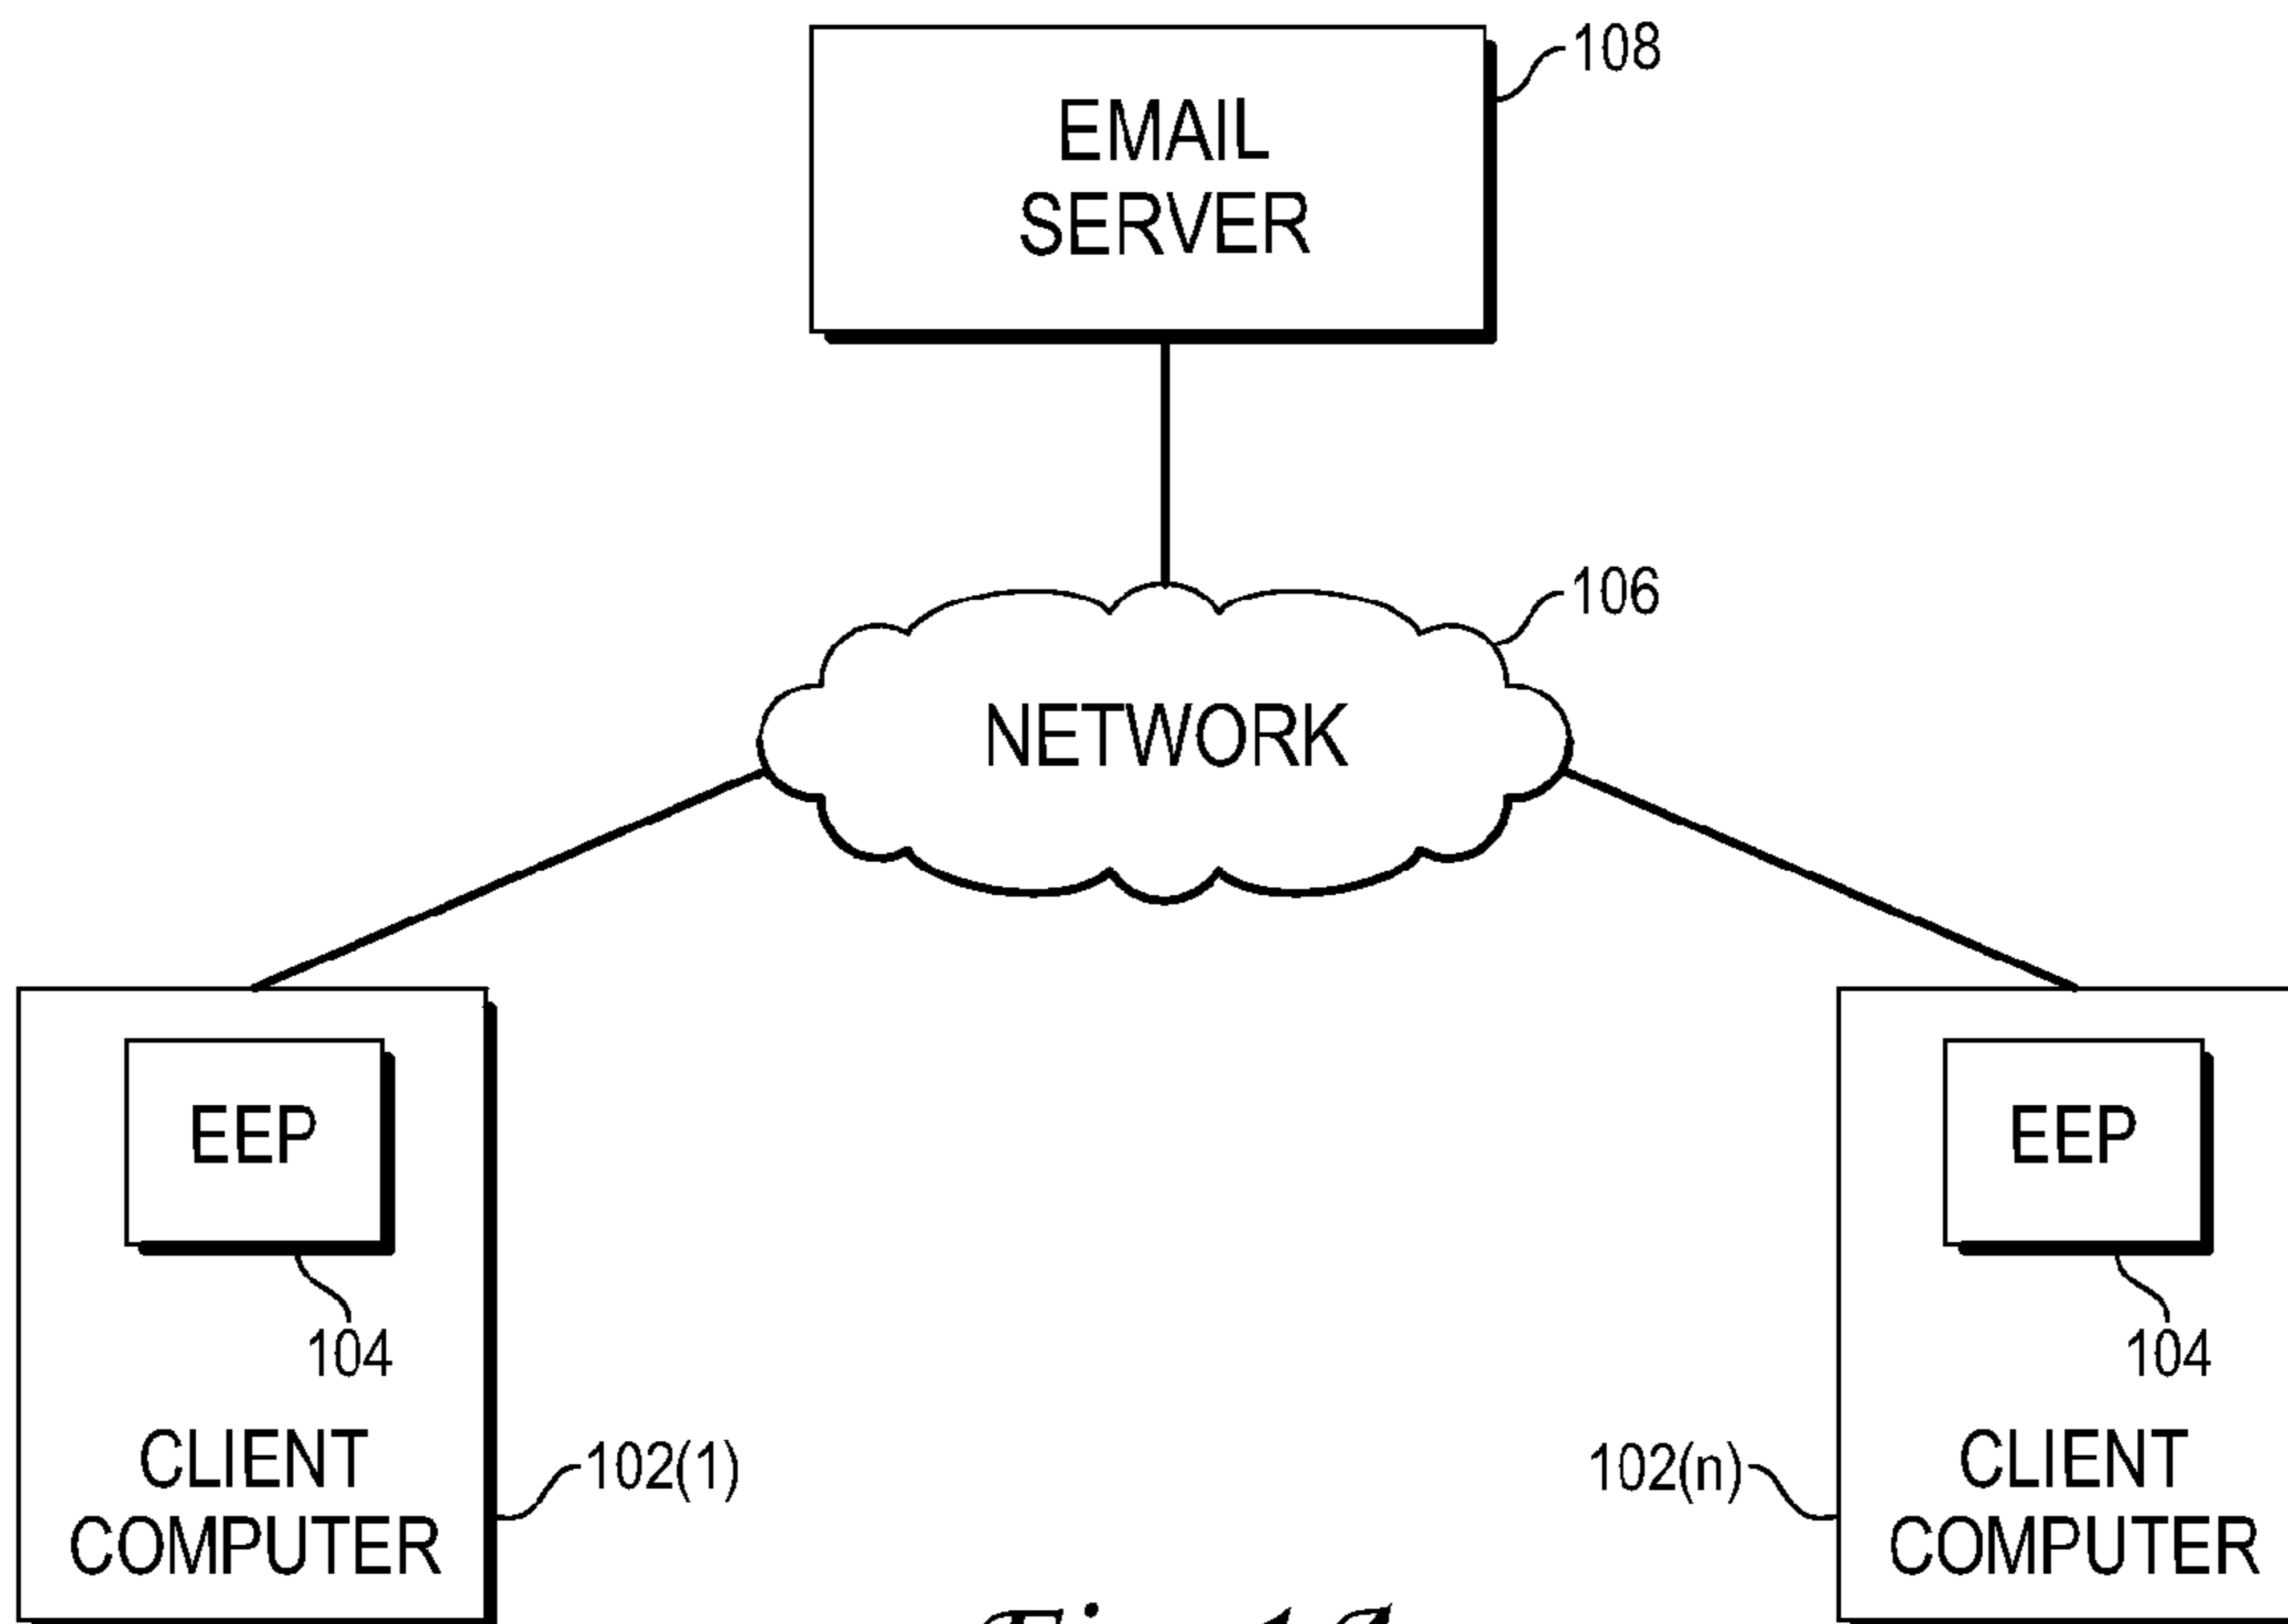 108
EMAIL
SERVER
106
NETWORK
EEP
104
CLIENT
COMPUTER
102(1)
EEP
104
102(n)
CLIENT
COMPUTER